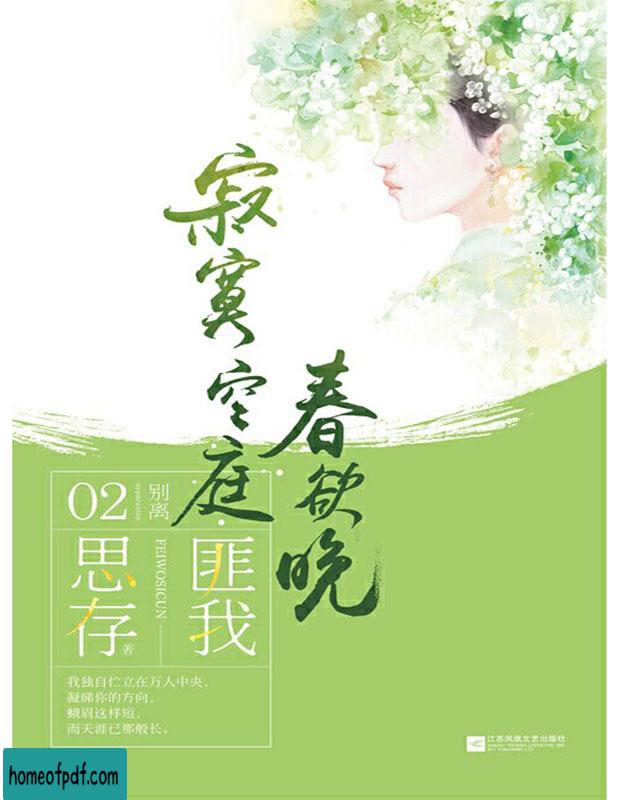 寂寞空庭
春欲晚
02
别离
separation
匪我
思存
著
FEIWOSICUN
我独自伫立在万人中央，
凝睇你的方向，
蛾眉这样短，
而天涯已那般长。
江苏凤凰文艺出版社
homeofpdf.com